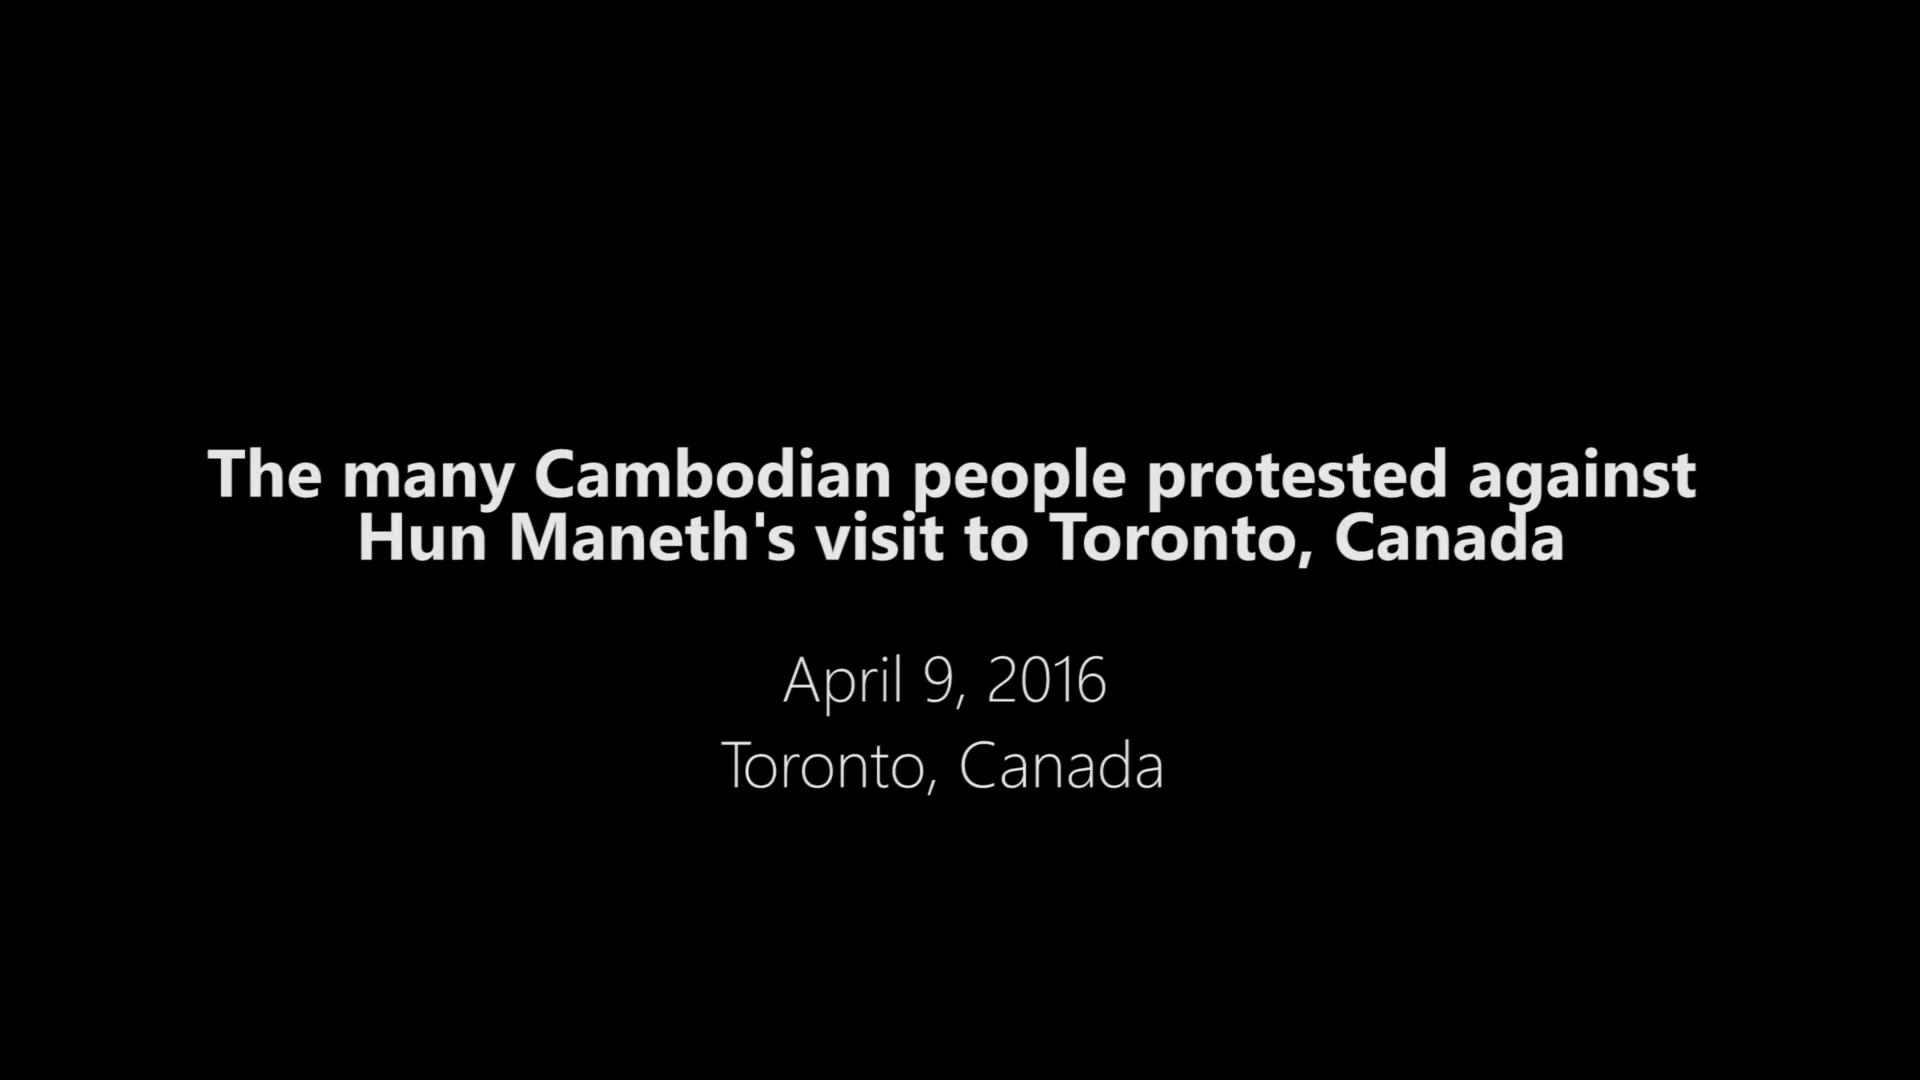 The many Cambodian people protested against
Hun Maneth's visit to Toronto, Canada
April 9, 2016
Toronto, Canada